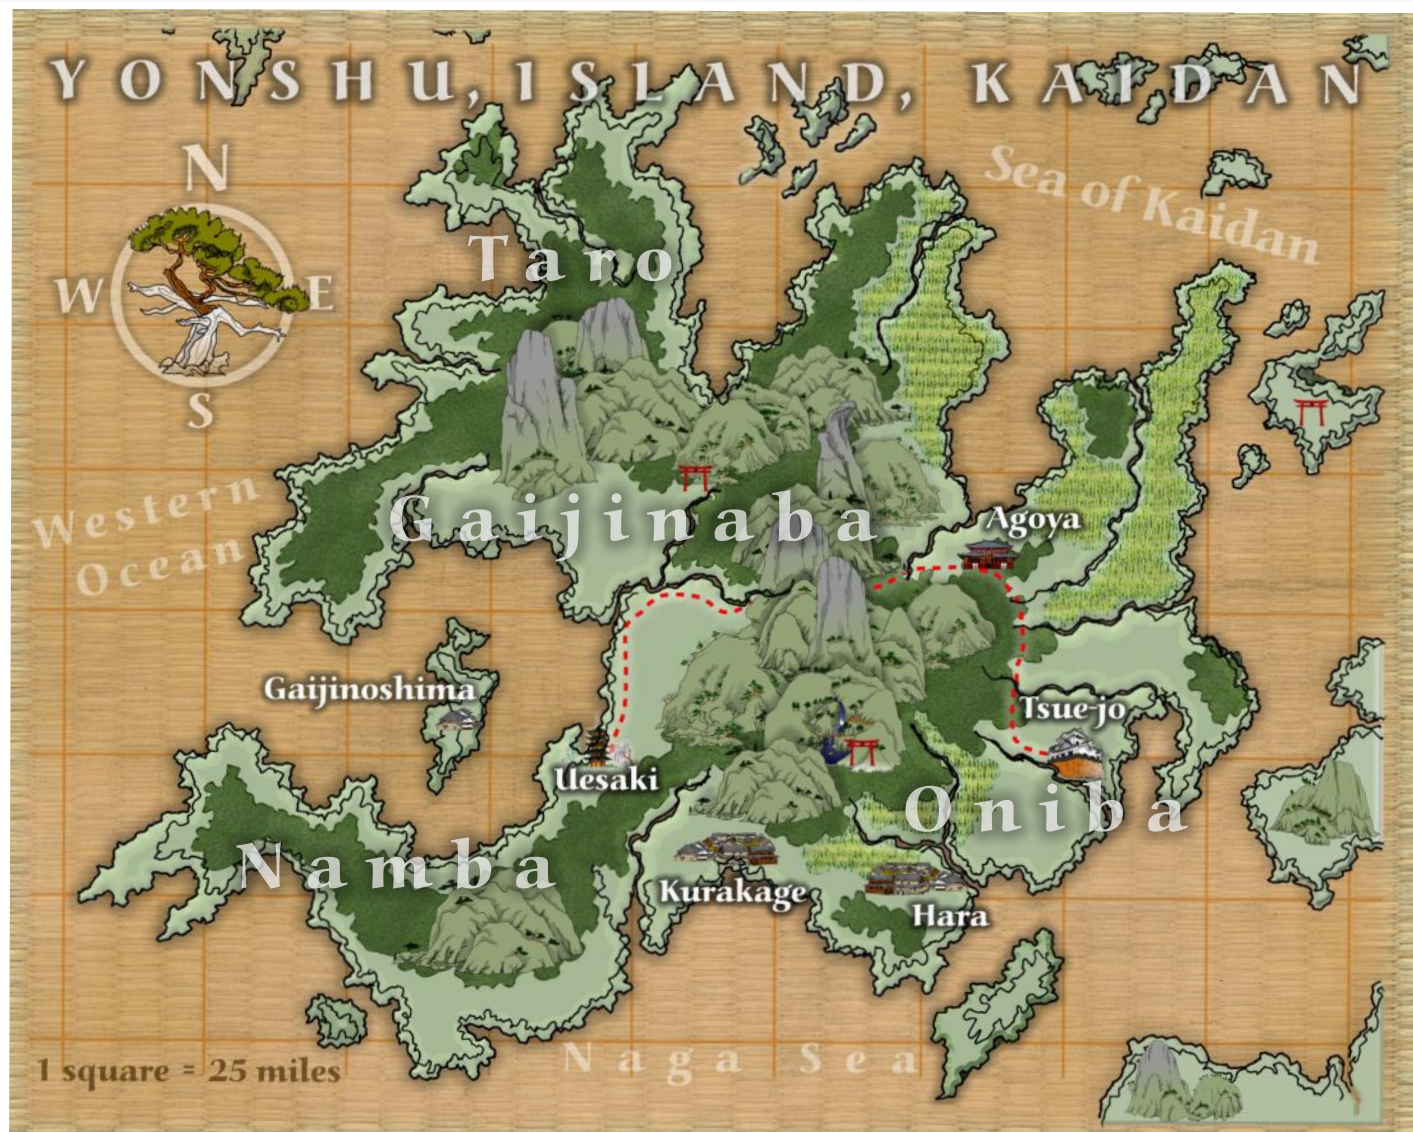 YONSHU, ISLAND, KAIDAN
N
Sea of Kaidan
W
E
Taro
S
Western
Ocean
Gaijinaba
Agoya
Gaijinoshima
Tsue-jo
Uesaki
Oniba
Namba
Kurakage
Hara
Naga Sea
1 square = 25 miles